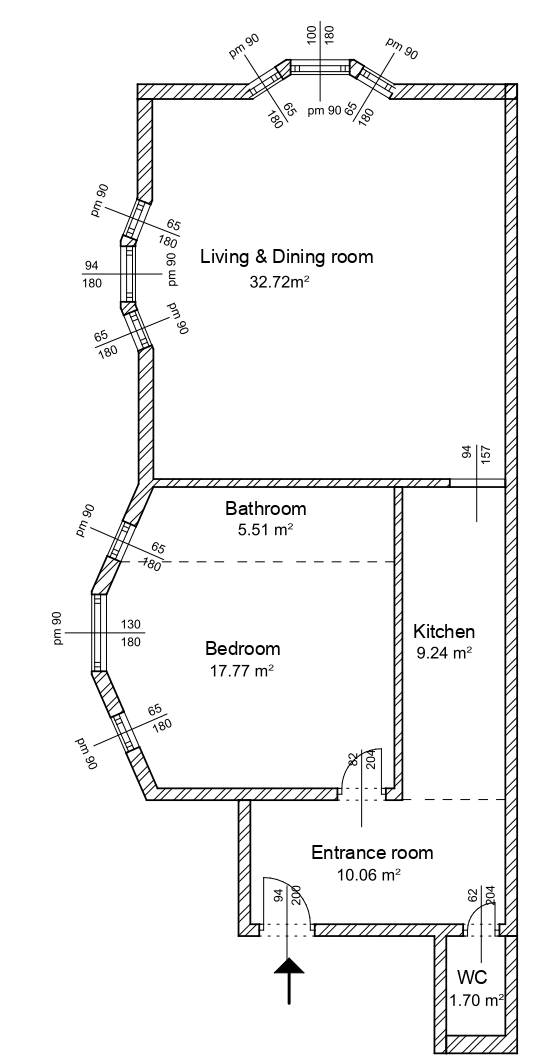 100
180
pm 90
pm 90
65
180
pm 90
65
180
pm 90
65
180
94
180
pm 90
65
180
pm 90
Living & Dining room
32.72m²
94
157
Bathroom
5.51 m²
pm 90
65
180
pm 90
130
180
Bedroom
17.77 m²
Kitchen
9.24 m²
65
180
pm 90
82
204
Entrance room
10.06 m²
94
200
62
204
WC
1.70 m²